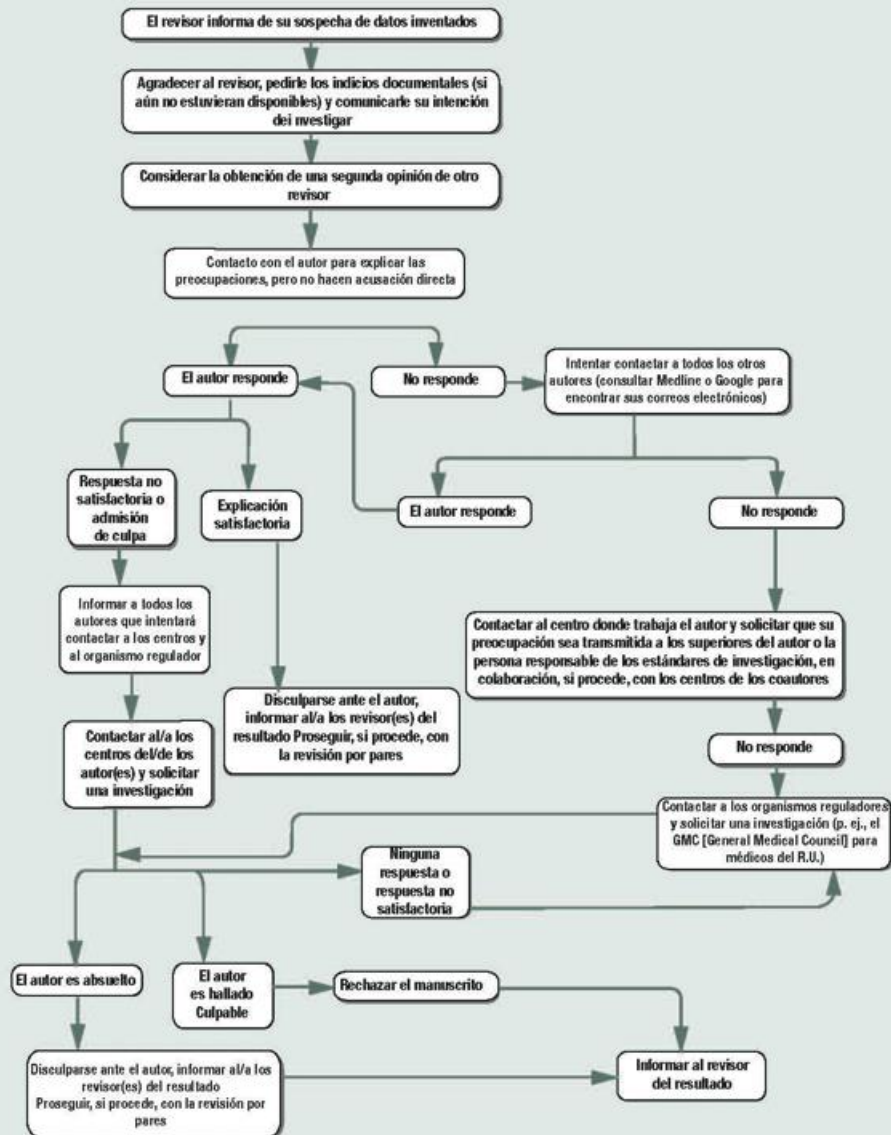 El revisor informa de su sospecha de datos inventados
Agradecer al revisor, pedirle los indicios documentales (si
aún no estuvieran disponibles) y comunicarle su intención
dei nvestigar
Considerar la obtención de una segunda opinión de otro
revisor
Contacto con el autor para explicar las
preocupaciones, pero no hacen acusación directa
El autor responde
No responde
Intentar contactar a todos los otros
autores (consultar Medline o Google para
encontrar sus correos electrónicos)
Respuesta no
satisfactoria o
admisión
de culpa
Explicación
satisfactoria
El autor responde
No responde
Informar a todos los
autores que intentará
contactar a los centros y
al organismo regulador
Contactar al centro donde trabaja el autor y solicitar que su
preocupación sea transmitida a los superiores del autor o la
persona responsable de los estándares de investigación, en
colaboración, si procede, con los centros de los coautores
Disculparse ante el autor,
informar al/a los revisor(es) del
resultado Proseguir, si procede, con
la revisión por pares
Contactar al/a los
centros del/de los
autor(es) y solicitar
una investigación
No responde
Contactar a los organismos reguladores
y solicitar una investigación (p. ej., el
GMC [General Medical Council] para
médicos del R.U.)
Ninguna
respuesta o
respuesta no
satisfactoria
El autor es absuelto
El autor
es hallado
Culpable
Rechazar el manuscrito
Disculparse ante el autor, informar al/a los
revisor(es) del resultado
Proseguir, si procede, con la revisión por
pares
Informar al revisor
del resultado